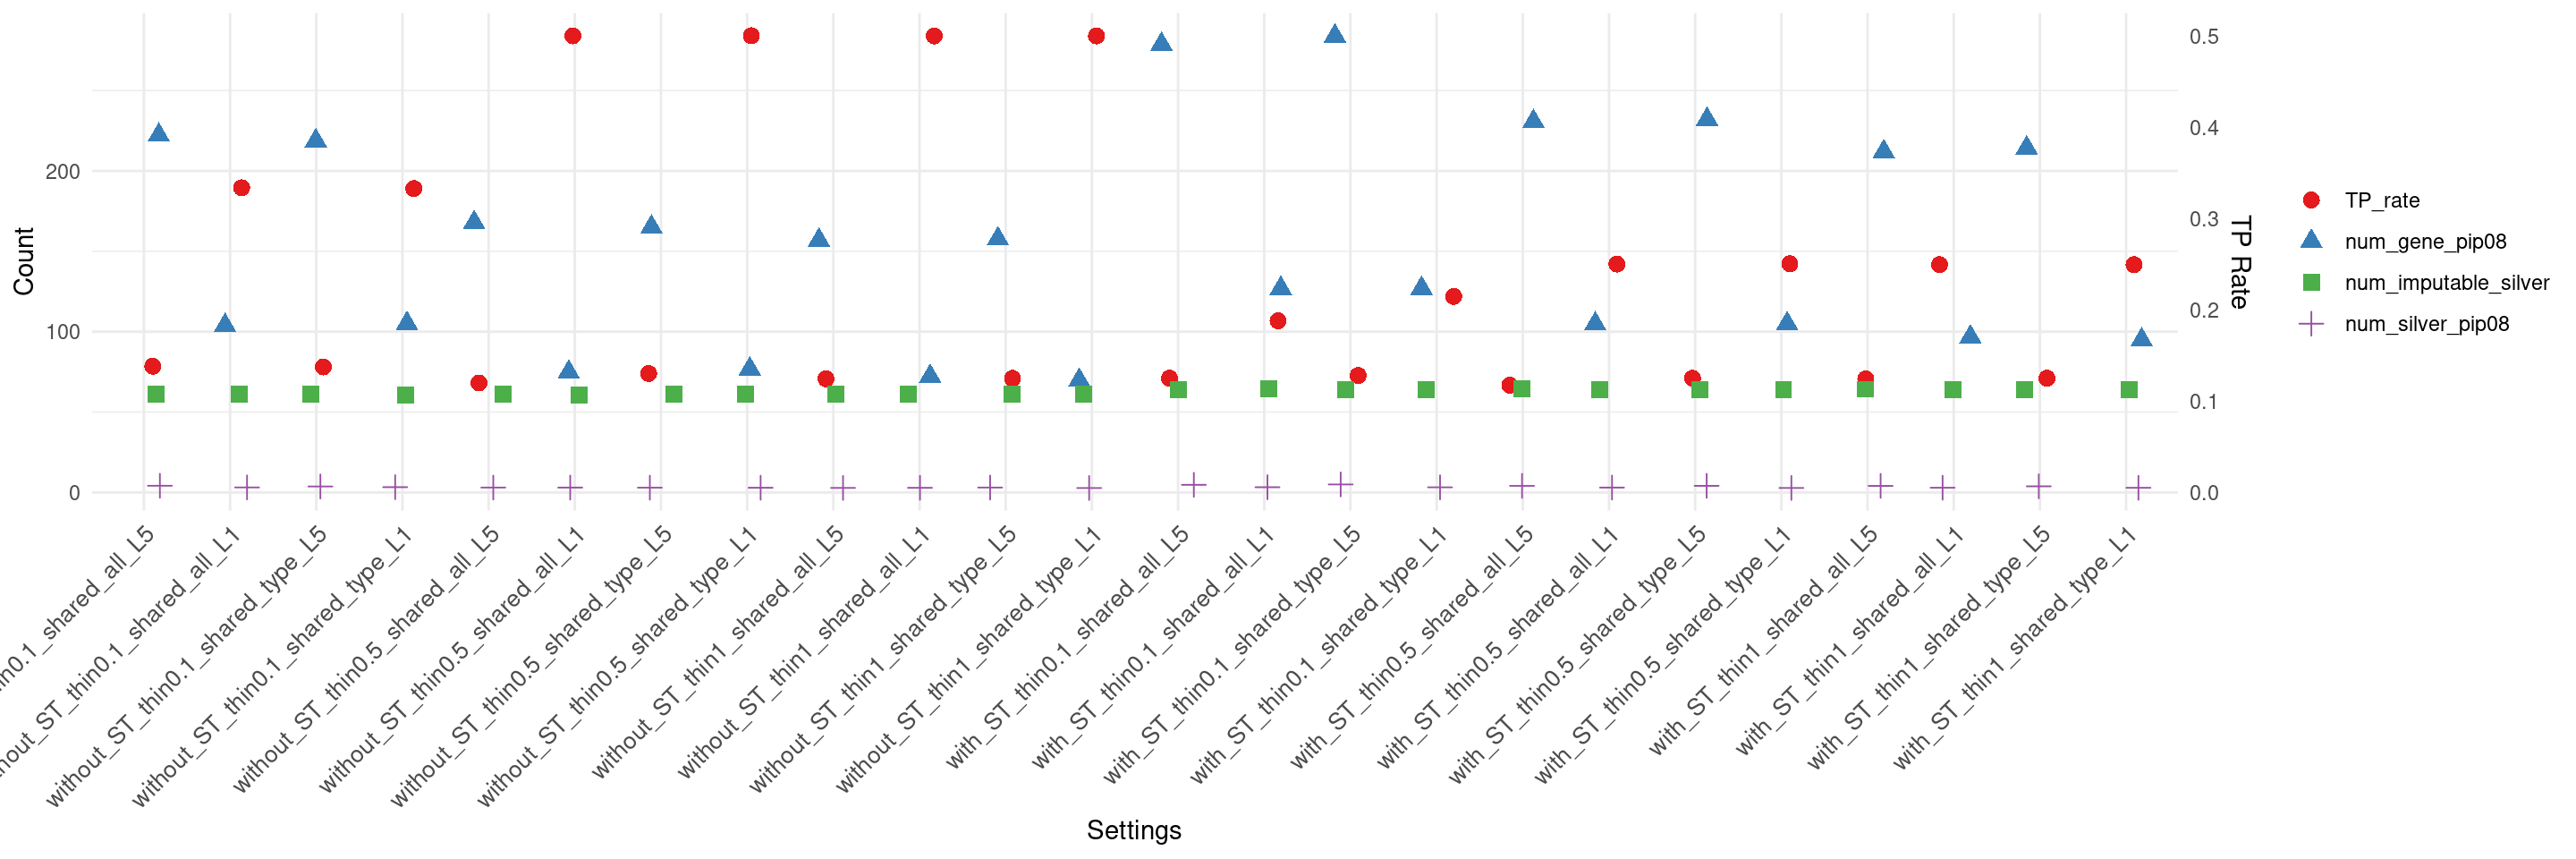 Count
200
100
0
0.5
0.4
0.3
0.2
0.1
0.0
TP Rate
TP_rate
num_gene_pip08
num_imputable_silver
num_silver_pip08
in0.1_shared_all_L5
hout_ST_thin0.1_shared_all_L1
without_ST_thin0.1_shared_type_L5
without_ST_thin0.1_shared_type_L1
without_ST_thin0.5_shared_all_L5
without_ST_thin0.5_shared_all_L1
without_ST_thin0.5_shared_type_L5
without_ST_thin0.5_shared_type_L1
without_ST_thin1_shared_all_L5
without_ST_thin1_shared_all_L1
without_ST_thin1_shared_type_L5
without_ST_thin1_shared_type_L1
with_ST_thin0.1_shared_all_L5
with_ST_thin0.1_shared_all_L1
with_ST_thin0.1_shared_type_L5
with_ST_thin0.1_shared_type_L1
with_ST_thin0.5_shared_all_L5
with_ST_thin0.5_shared_all_L1
with_ST_thin0.5_shared_type_L5
with_ST_thin0.5_shared_type_L1
with_ST_thin1_shared_all_L5
with_ST_thin1_shared_all_L1
with_ST_thin1_shared_type_L5
with_ST_thin1_shared_type_L1
Settings